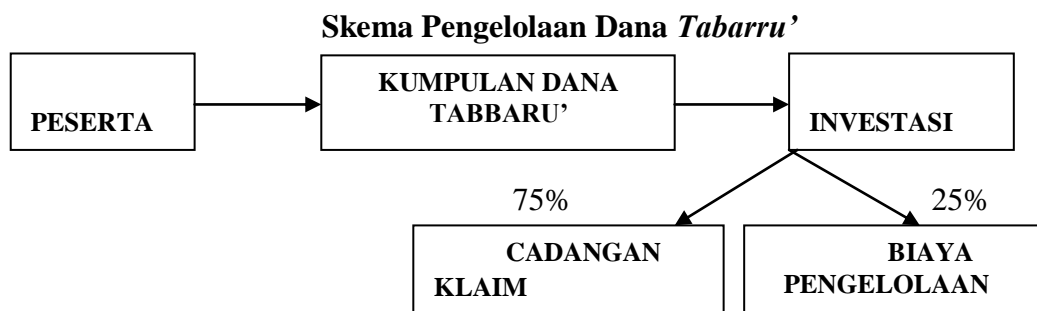 Skema Pengelolaan Dana Tabarru’
PESERTA
KUMPULAN DANA
TABBARU’
INVESTASI
75%
25%
CADANGAN
KLAIM
BIAYA
PENGELOLAAN